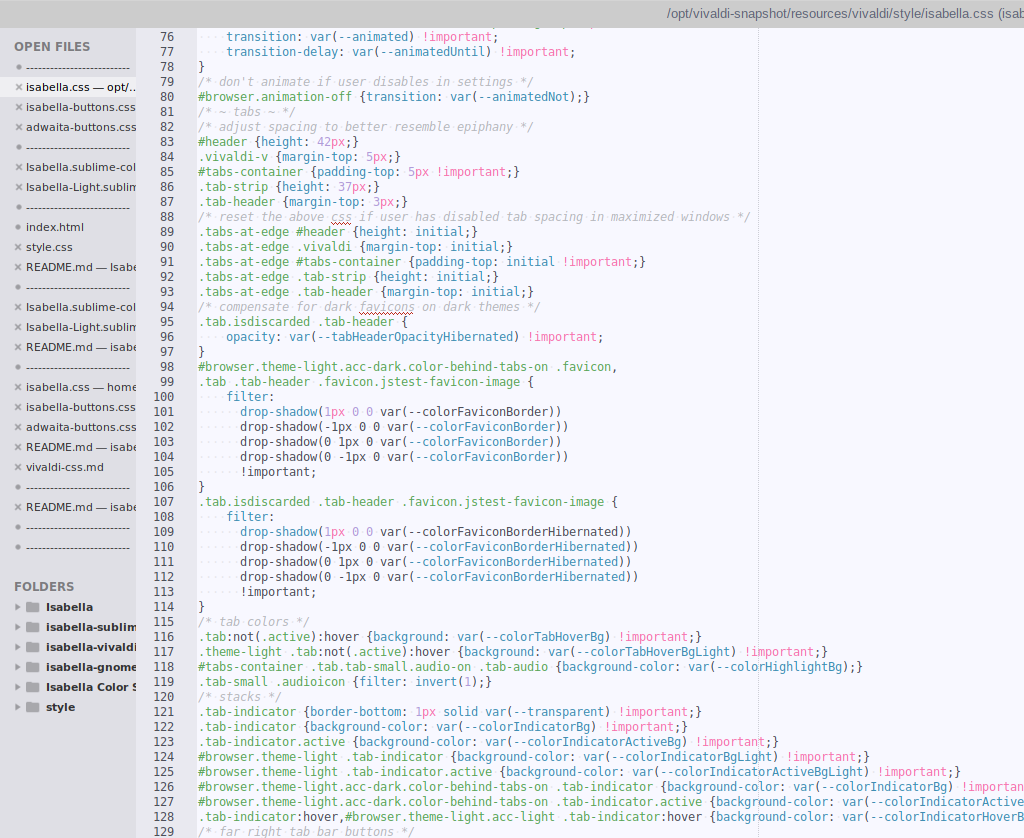 /opt/vivaldi-snapshot/resources/vivaldi/style/isabella.css (isab
OPEN FILES
--------------------------
isabella.css — opt/..
isabella-buttons.css
adwaita-buttons.css
--------------------------
Isabella.sublime-col
Isabella-Light.sublim
--------------------------
index.html
style.css
README.md — Isabe
--------------------------
Isabella.sublime-col
Isabella-Light.sublim
README.md — isabe
--------------------------
isabella.css — home
isabella-buttons.css
adwaita-buttons.css
README.md — isabe
vivaldi-css.md
--------------------------
README.md — isabe
--------------------------
--------------------------
FOLDERS
Isabella
isabella-sublim
isabella-vivaldi
isabella-gnome
Isabella Color S
style
76     transition: var(--animated) !important;
77     transition-delay: var(--animatedUntil) !important;
78 }
79 /* don't animate if user disables in settings */
80 #browser.animation-off {transition: var(--animatedNot);}
81 /* ~ tabs ~ */
82 /* adjust spacing to better resemble epiphany */
83 #header {height: 42px;}
84 .vivaldi-v {margin-top: 5px;}
85 #tabs-container {padding-top: 5px !important;}
86 .tab-strip {height: 37px;}
87 .tab-header {margin-top: 3px;}
88 /* reset the above css if user has disabled tab spacing in maximized windows */
89 .tabs-at-edge #header {height: initial;}
90 .tabs-at-edge .vivaldi {margin-top: initial;}
91 .tabs-at-edge #tabs-container {padding-top: initial !important;}
92 .tabs-at-edge .tab-strip {height: initial;}
93 .tabs-at-edge .tab-header {margin-top: initial;}
94 /* compensate for dark favicons on dark themes */
95 .tab.isdiscarded .tab-header {
96     opacity: var(--tabHeaderOpacityHibernated) !important;
97 }
98 #browser.theme-light.acc-dark.color-behind-tabs-on .favicon,
99 .tab .tab-header .favicon.jstest-favicon-image {
100     filter:
101       drop-shadow(1px 0 0 var(--colorFaviconBorder))
102       drop-shadow(-1px 0 0 var(--colorFaviconBorder))
103       drop-shadow(0 1px 0 var(--colorFaviconBorder))
104       drop-shadow(0 -1px 0 var(--colorFaviconBorder))
105       !important;
106 }
107 .tab.isdiscarded .tab-header .favicon.jstest-favicon-image {
108     filter:
109       drop-shadow(1px 0 0 var(--colorFaviconBorderHibernated))
110       drop-shadow(-1px 0 0 var(--colorFaviconBorderHibernated))
111       drop-shadow(0 1px 0 var(--colorFaviconBorderHibernated))
112       drop-shadow(0 -1px 0 var(--colorFaviconBorderHibernated))
113       !important;
114 }
115 /* tab colors */
116 .tab:not(.active):hover {background: var(--colorTabHoverBg) !important;}
117 .theme-light .tab:not(.active):hover {background: var(--colorTabHoverBgLight) !important;}
118 #tabs-container .tab.tab-small.audio-on .tab-audio {background-color: var(--colorHighlightBg);}
119 .tab-small .audioicon {filter: invert(1);}
120 /* stacks */
121 .tab-indicator {border-bottom: 1px solid var(--transparent) !important;}
122 .tab-indicator {background-color: var(--colorIndicatorBg) !important;}
123 .tab-indicator.active {background-color: var(--colorIndicatorActiveBg) !important;}
124 #browser.theme-light .tab-indicator {background-color: var(--colorIndicatorBgLight) !important;}
125 #browser.theme-light .tab-indicator.active {background-color: var(--colorIndicatorActiveBgLight) !important;}
126 #browser.theme-light.acc-dark.color-behind-tabs-on .tab-indicator {background-color: var(--colorIndicatorBg) !importan
127 #browser.theme-light.acc-dark.color-behind-tabs-on .tab-indicator.active {background-color: var(--colorIndicatorActive
128 .tab-indicator:hover,#browser.theme-light.acc-light .tab-indicator:hover {background-color: var(--colorIndicatorHoverB
129 /* far right tab bar buttons */